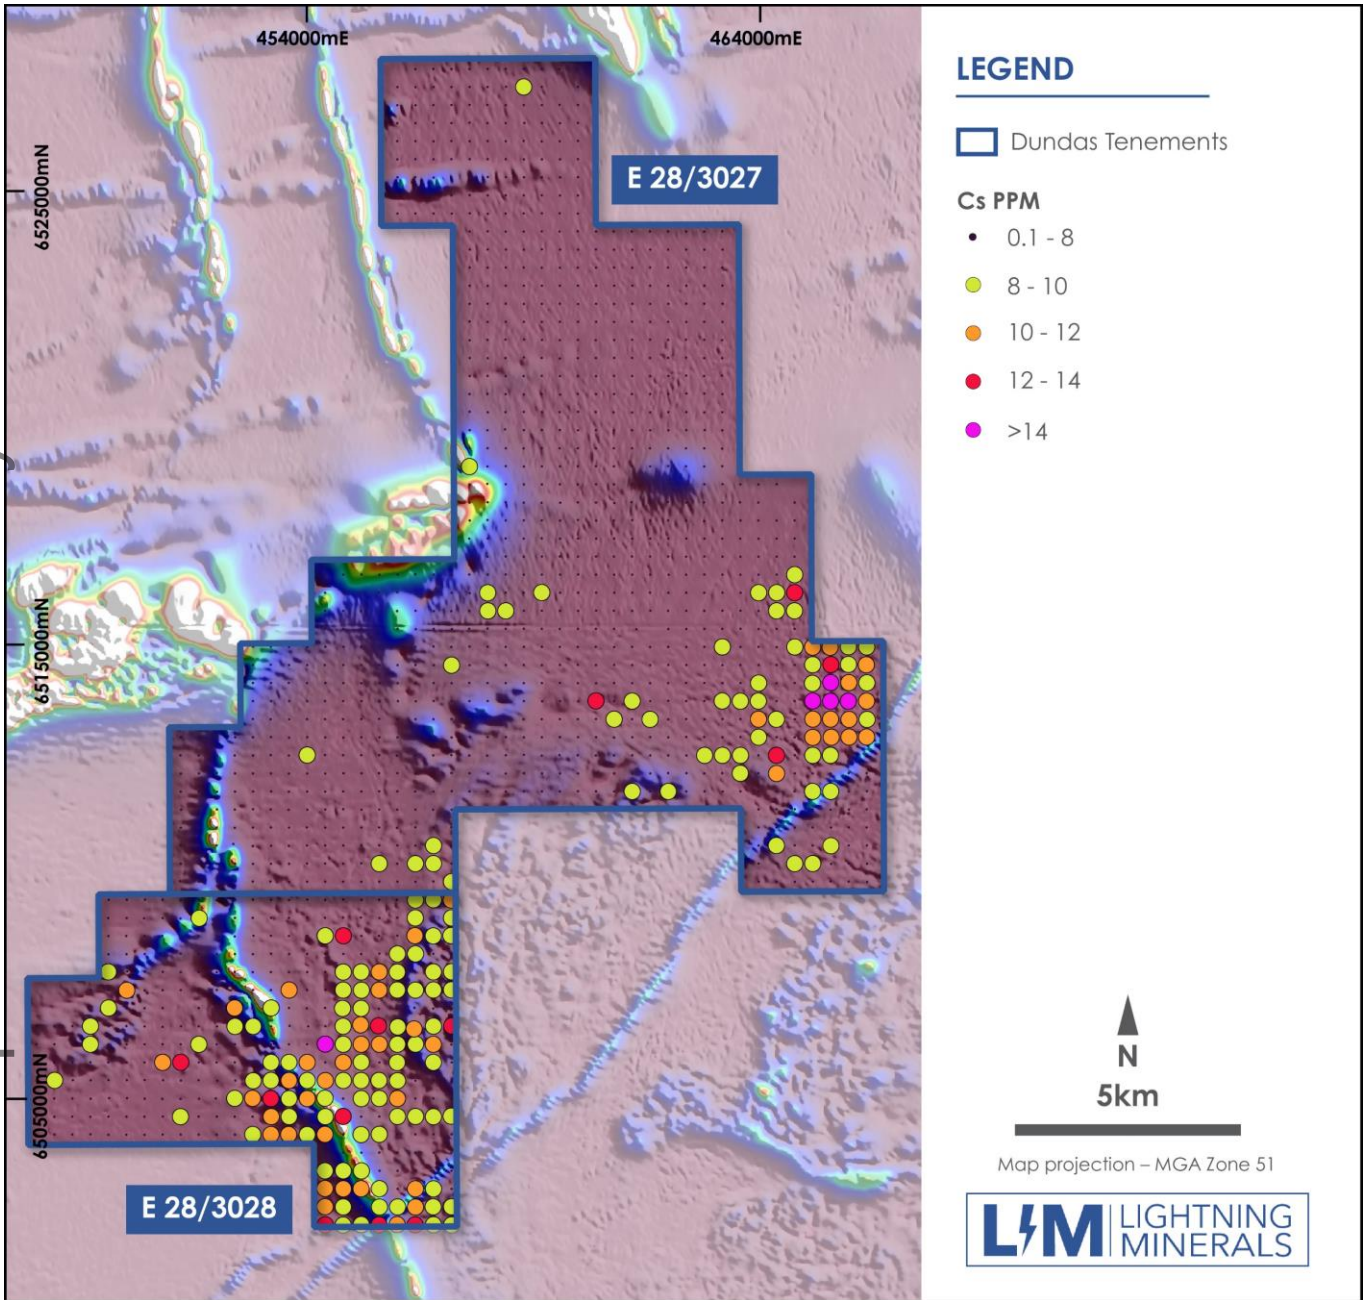 454000mE
464000mE
6525000mN
6515000mN
6505000mN
E 28/3027
E 28/3028
LEGEND
Dundas Tenements
Cs PPM
0.1 - 8
8 - 10
10 - 12
12 - 14
>14
N
5km
Map projection – MGA Zone 51
LM LIGHTNING
MINERALS